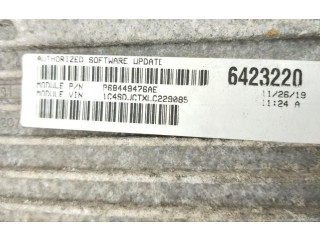 AUTHORIZED SOFTWARE UPDATE
6423220
MODULE P/N P68449476AE
MODULE VIN 1C4SDJCTXLC229085
11/26/19
11:24 A